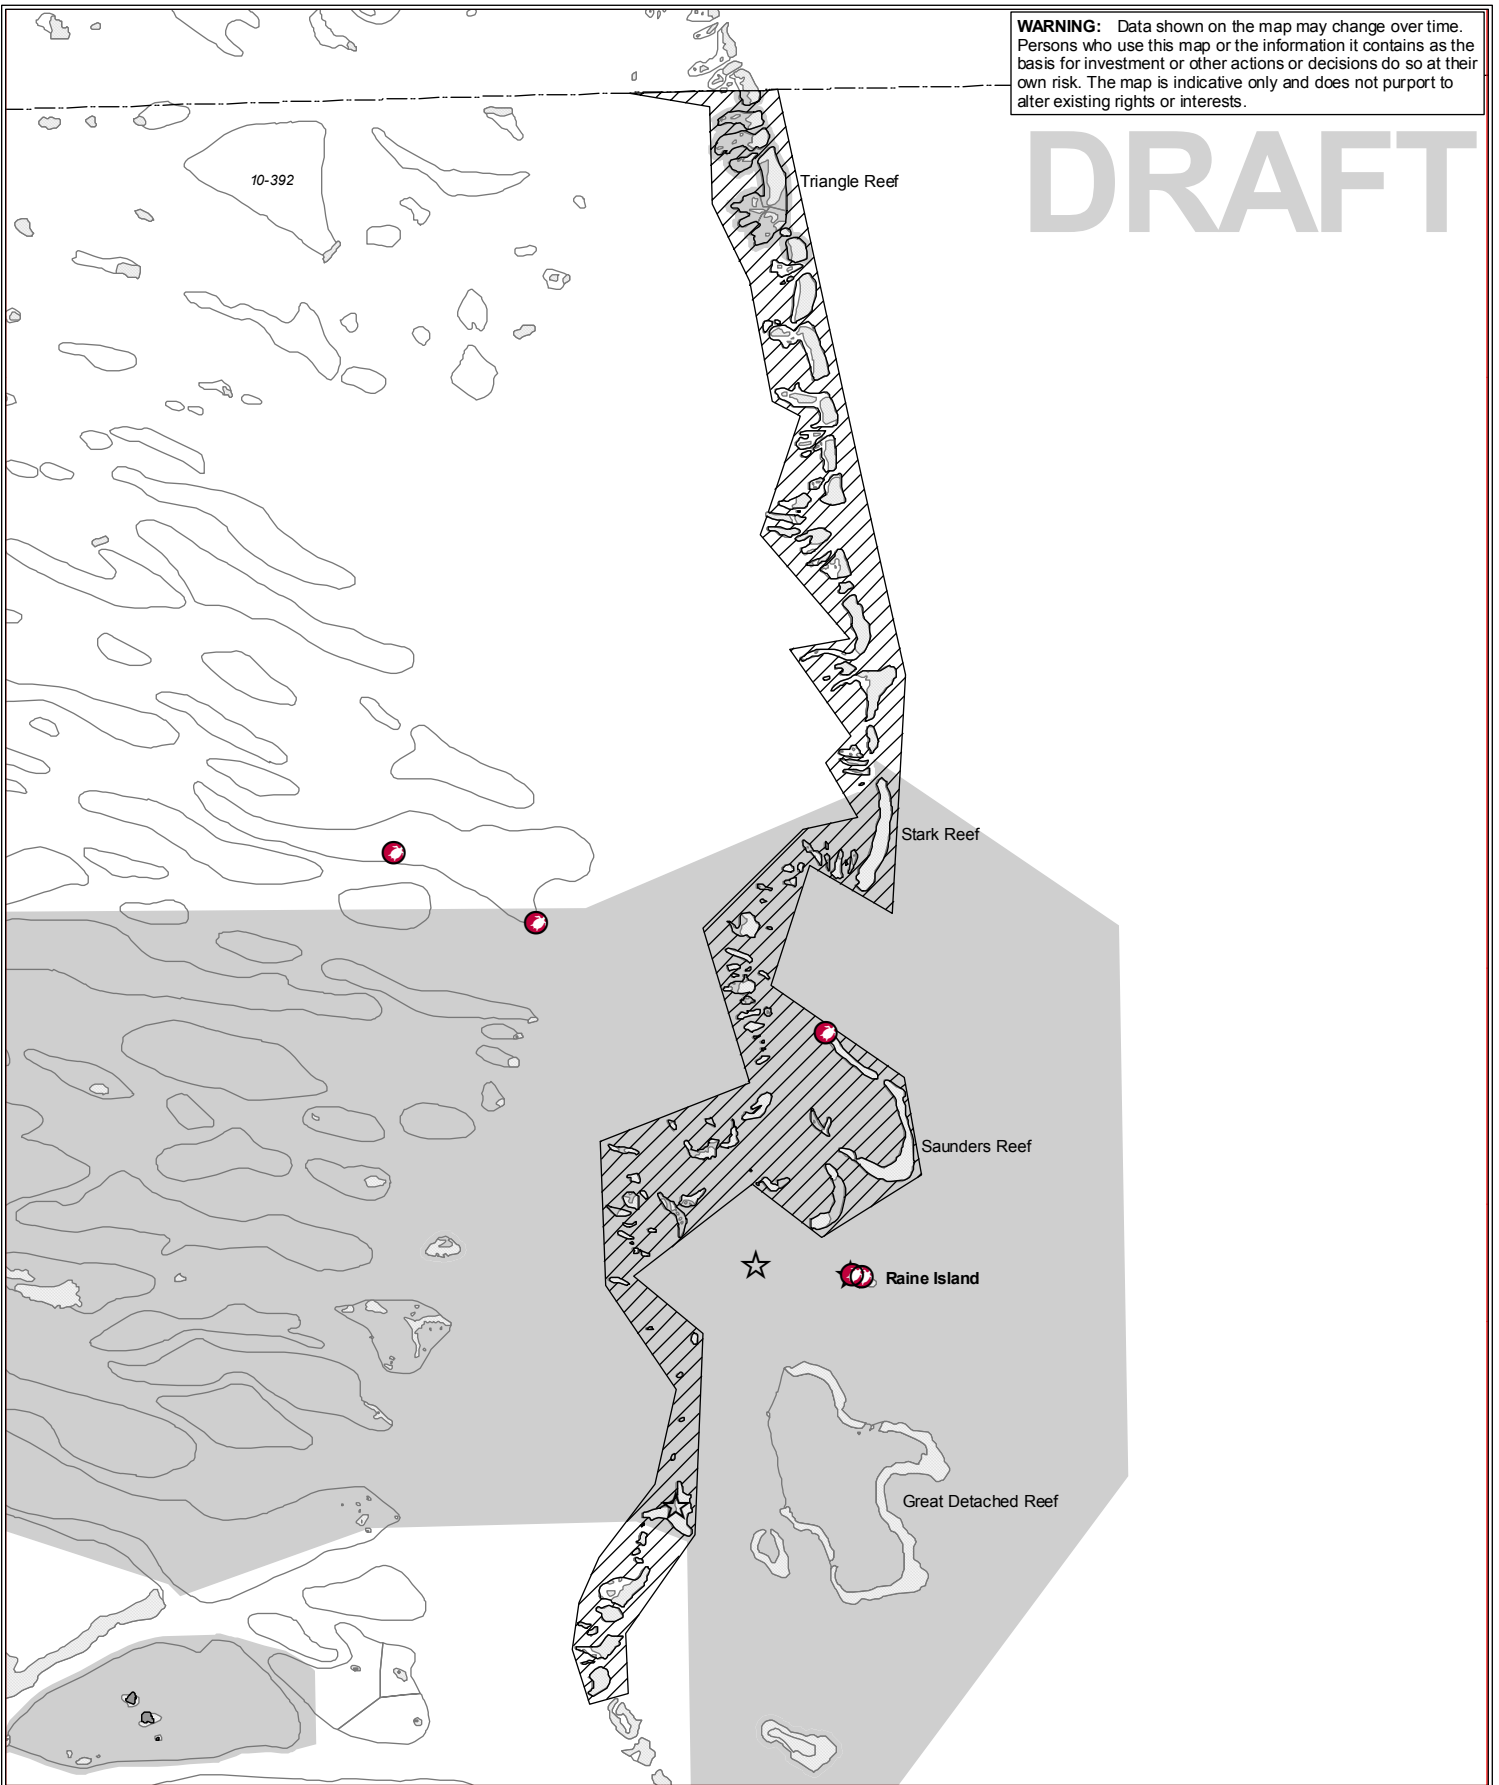 WARNING: Data shown on the map may change over time.
Persons who use this map or the information it contains as the
basis for investment or other actions or decisions do so at their
own risk. The map is indicative only and does not purport to
alter existing rights or interests.
DRAFT
10-392
Triangle Reef
Stark Reef
Saunders Reef
Raine Island
Great Detached Reef